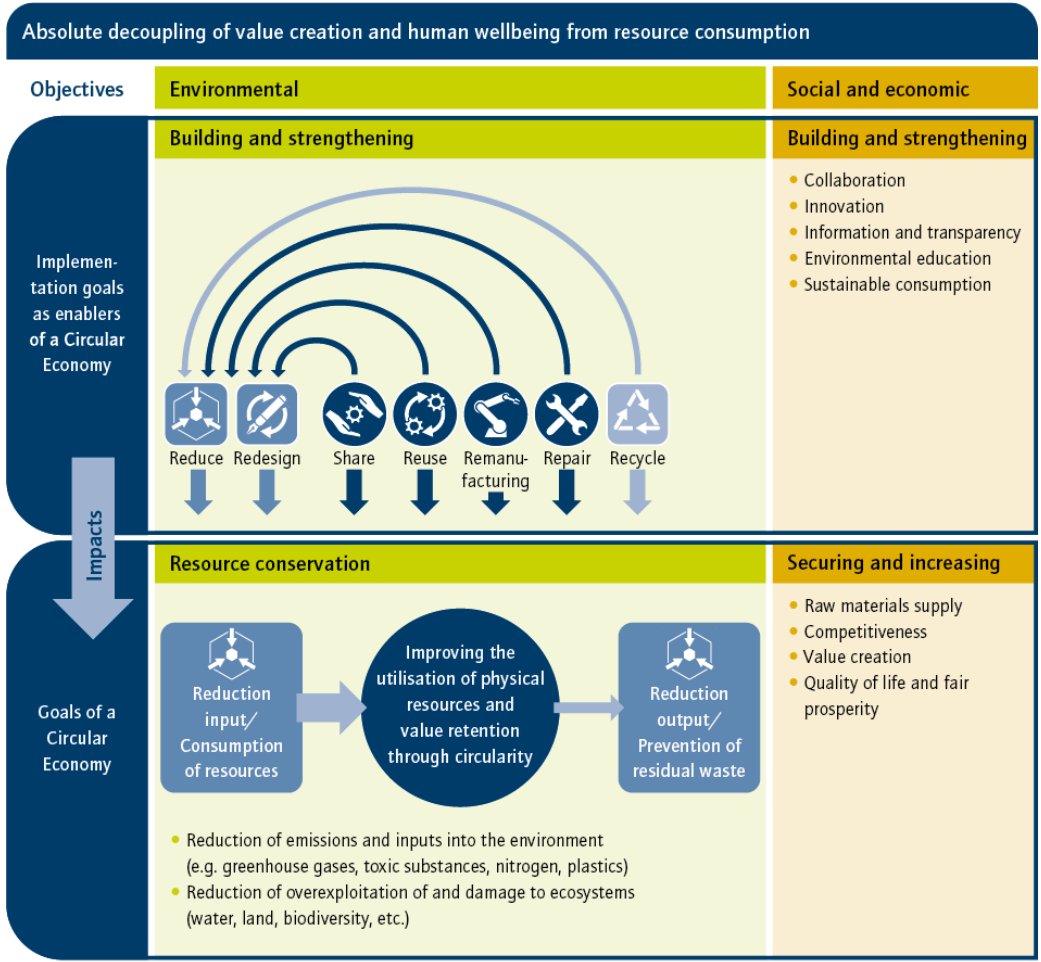 Absolute decoupling of value creation and human wellbeing from resource consumption
Objectives
Environmental
Social and economic
Implemen-
tation goals
as enablers
of a Circular
Economy
Building and strengthening
Reduce
Redesign
Share
Reuse
Remanu-
facturing
Repair
Recycle
Building and strengthening
Collaboration
Innovation
Information and transparency
Environmental education
Sustainable consumption
Impacts
Goals of a
Circular
Economy
Resource conservation
Reduction
input/
Consumption
of resources
Improving the
utilisation of physical
resources and
value retention
through circularity
Reduction
output/
Prevention of
residual waste
Reduction of emissions and inputs into the environment
(e.g. greenhouse gases, toxic substances, nitrogen, plastics)
Reduction of overexploitation of and damage to ecosystems
(water, land, biodiversity, etc.)
Securing and increasing
Raw materials supply
Competitiveness
Value creation
Quality of life and fair
prosperity